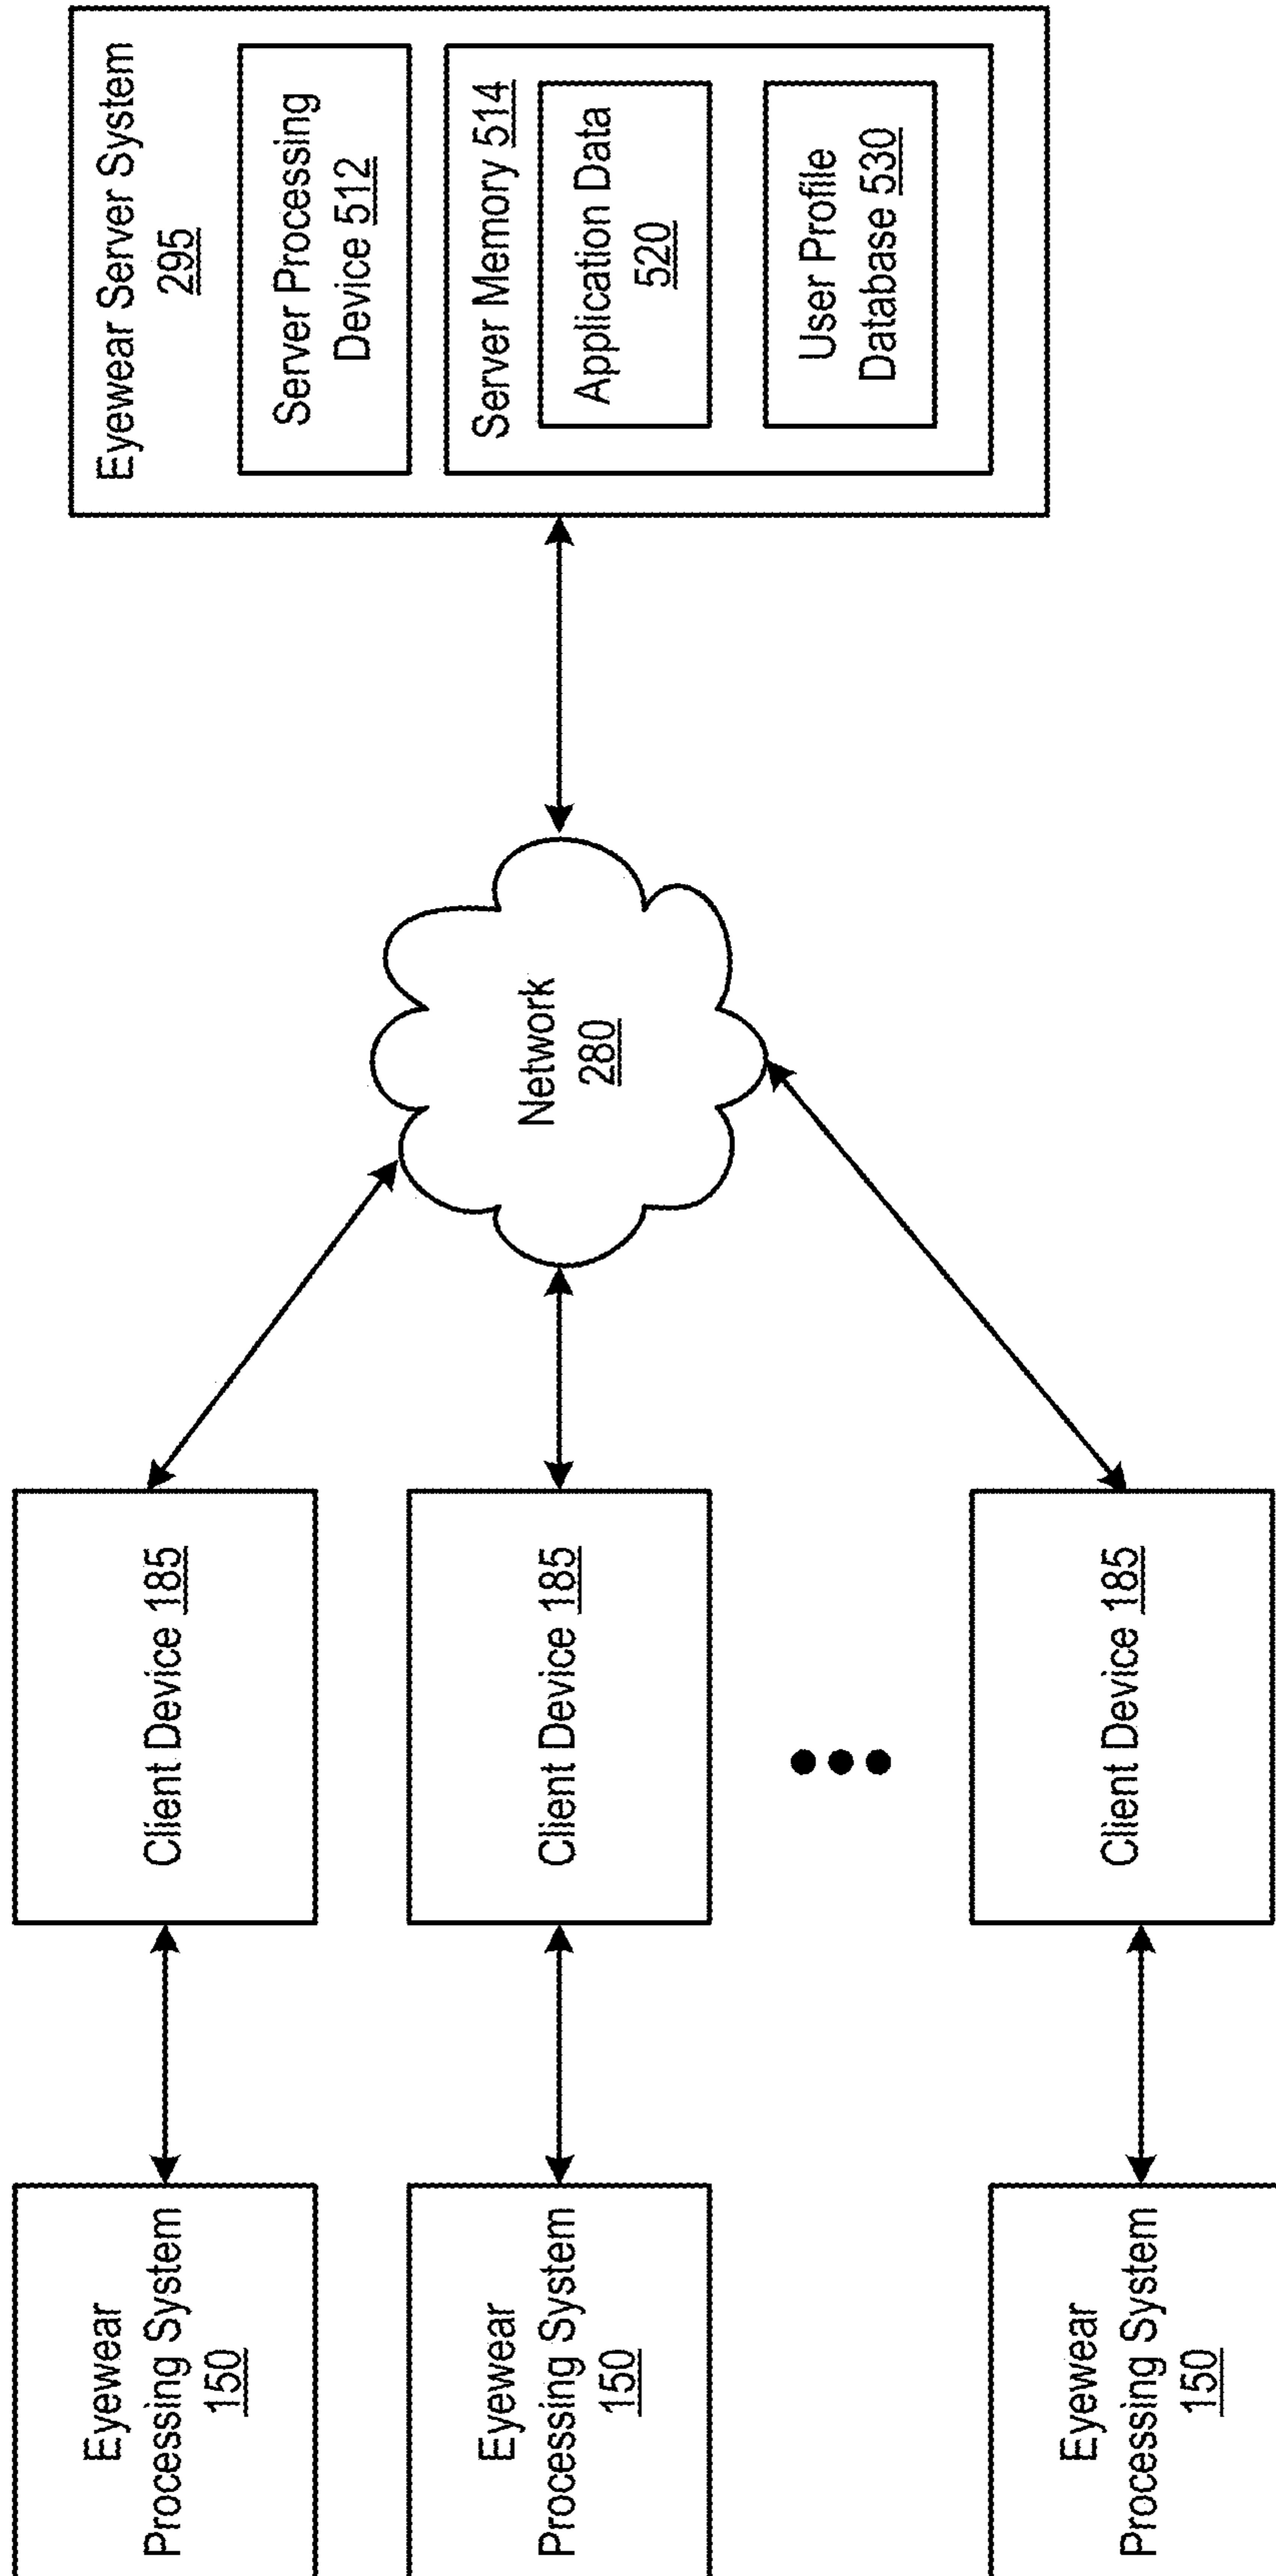 Eyewear
Processing System
150
Client Device 185
Eyewear
Processing System
150
Client Device 185
Eyewear
Processing System
150
Client Device 185
Network
280
Eyewear Server System
295
Server Processing
Device 512
Server Memory 514
Application Data
520
User Profile
Database 530